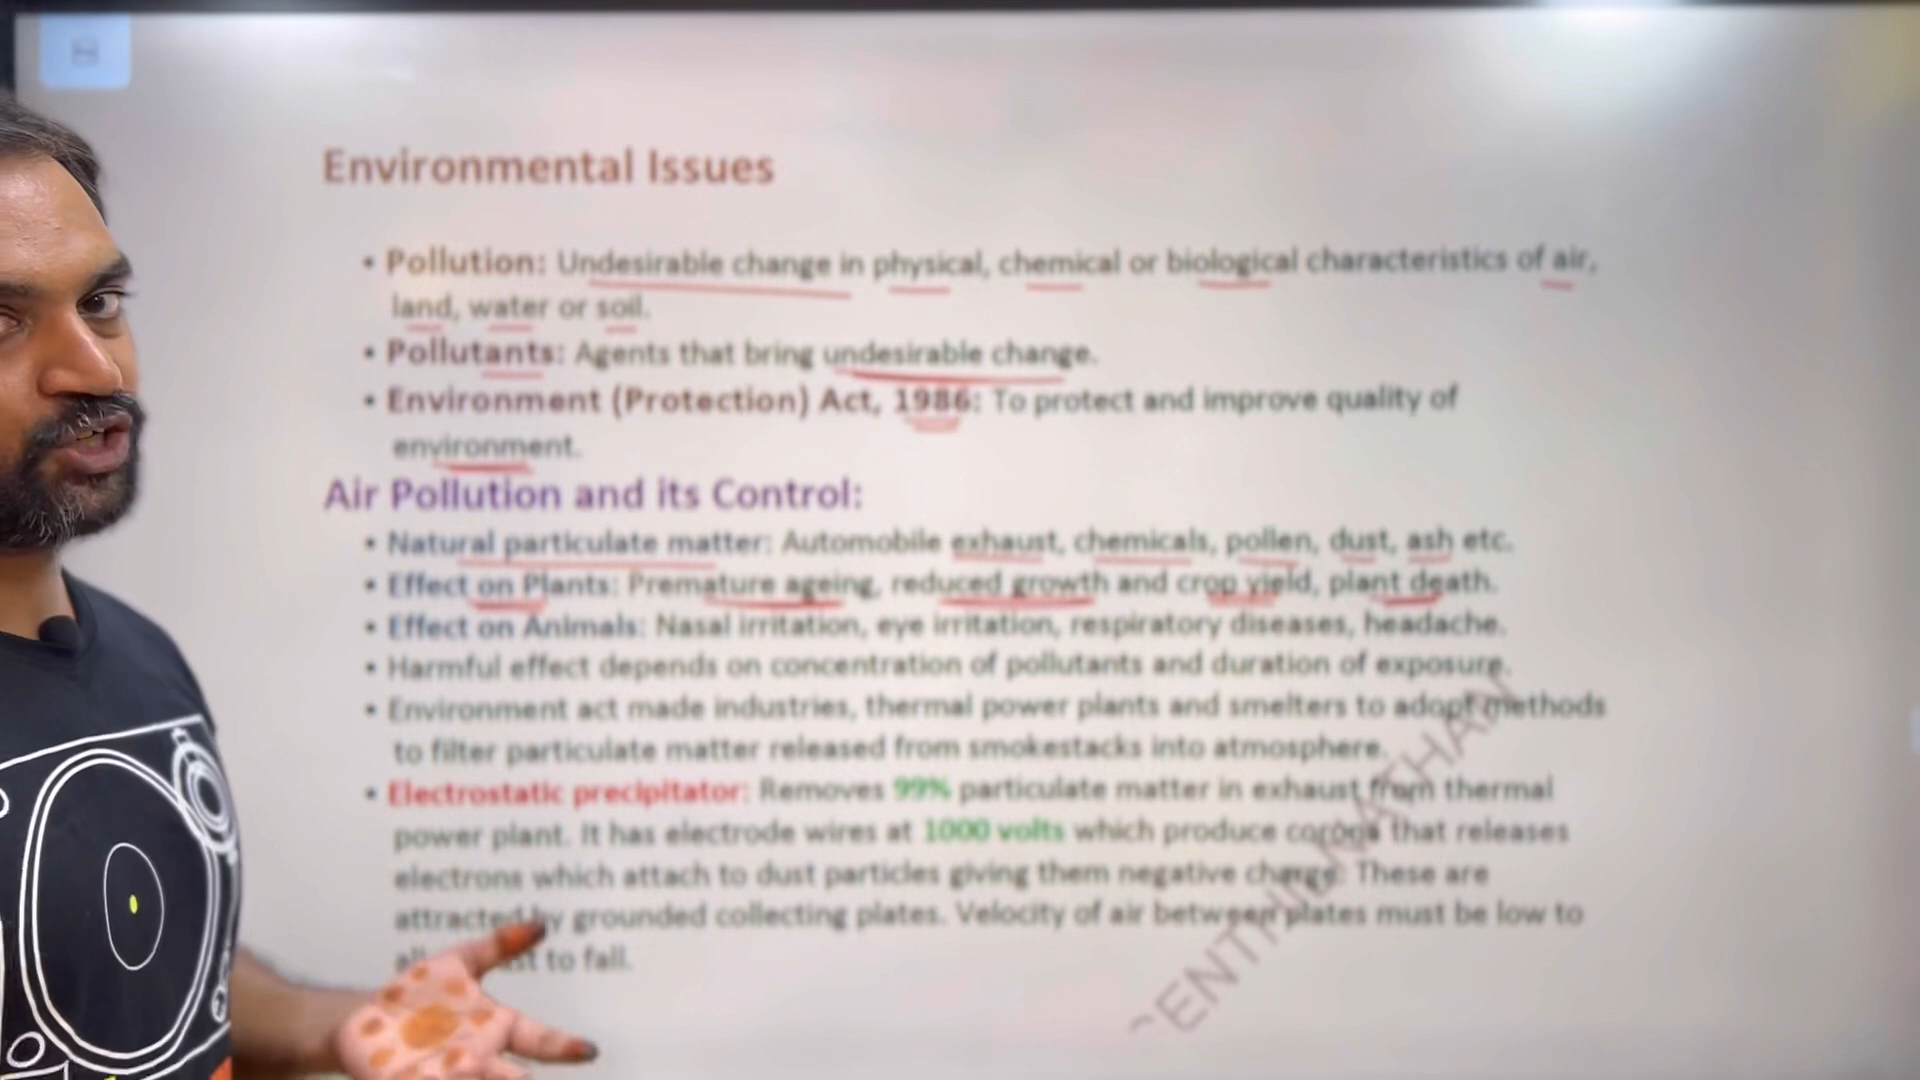 Environmental Issues
• Pollution: Undesirable change in physical, chemical or biological characteristics of air,
land, water or soil.
• Pollutants: Agents that bring undesirable change.
• Environment (Protection) Act, 1986: To protect and improve quality of
environment.
Air Pollution and its Control:
• Natural particulate matter: Automobile exhaust, chemicals, pollen, dust, ash etc.
• Effect on Plants: Premature ageing, reduced growth and crop yield, plant death.
• Effect on Animals: Nasal irritation, eye irritation, respiratory diseases, headache.
• Harmful effect depends on concentration of pollutants and duration of exposure.
• Environment act made industries, thermal power plants and smelters to adopt methods
to filter particulate matter released from smokestacks into atmosphere.
• Electrostatic precipitator: Removes 99% particulate matter in exhaust from thermal
power plant. It has electrode wires at 1000 volts which produce corona that releases
electrons which attach to dust particles giving them negative charge. These are
attracted by grounded collecting plates. Velocity of air between plates must be low to
to fall.